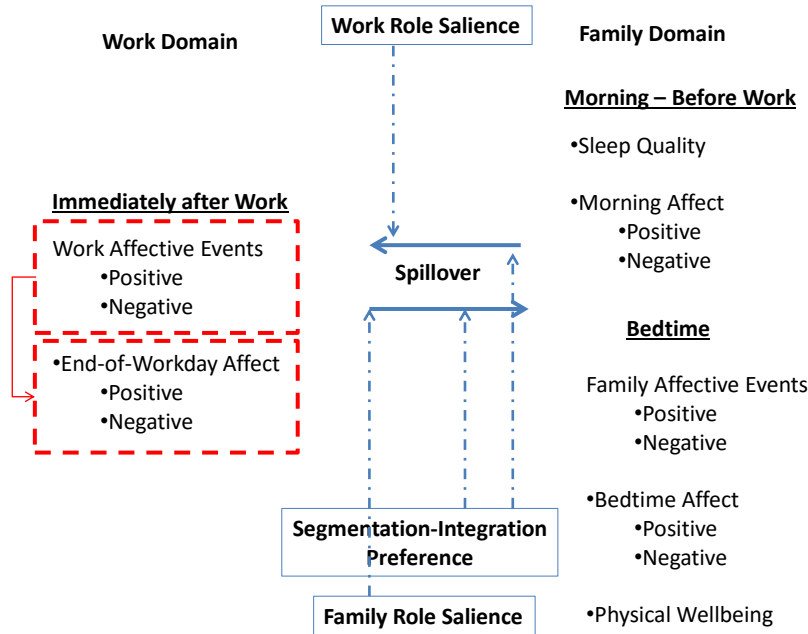 Work Domain
Work Role Salience
Family Domain
Immediately after Work
Work Affective Events
•Positive
•Negative
•End-of-Workday Affect
•Positive
•Negative
Spillover
Segmentation-Integration
Preference
Family Role Salience
Morning – Before Work
•Sleep Quality
•Morning Affect
•Positive
•Negative
Bedtime
Family Affective Events
•Positive
•Negative
•Bedtime Affect
•Positive
•Negative
•Physical Wellbeing